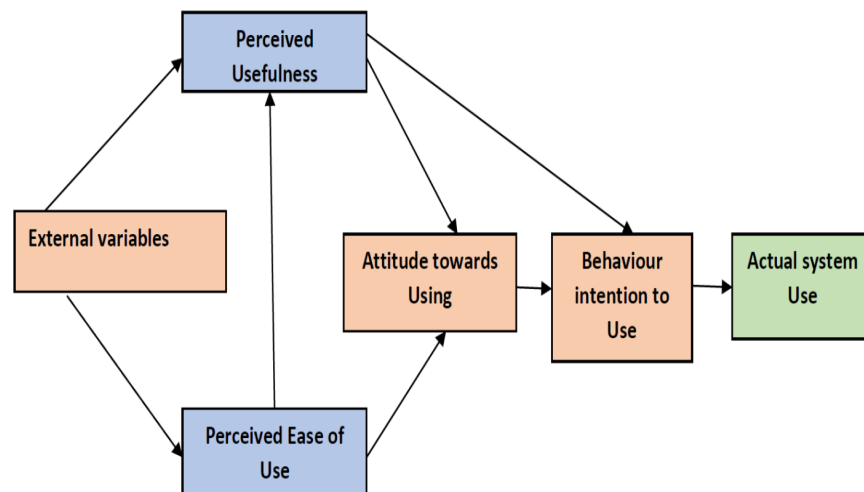 Perceived
Usefulness
External variables
Attitude towards
Using
Behaviour
intention to
Use
Actual system
Use
Perceived Ease of
Use